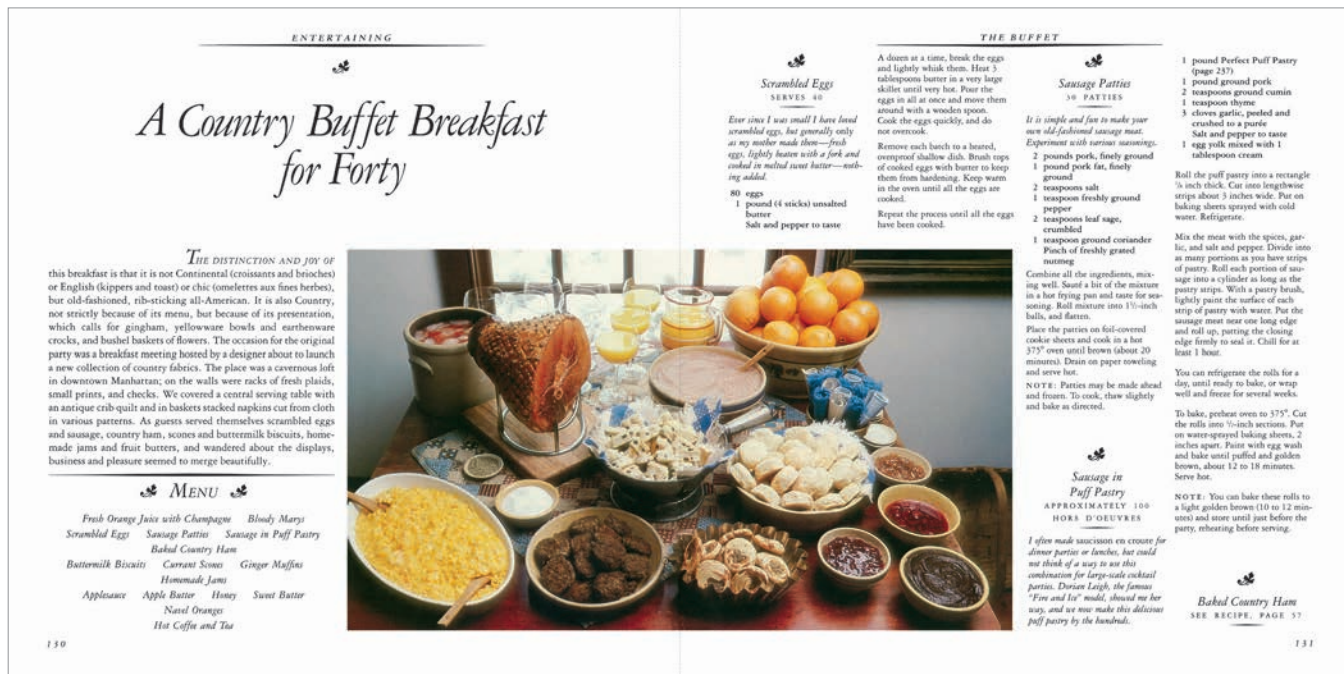 ENTERTAINING
A Country Buffet Breakfast
for Forty
THE DISTINCTION AND JOY OF
this breakfast is that it is not Continental (croissants and brioches)
or English (kippers and toast) or chic (omelettes aux fines herbes),
but old-fashioned, rib-sticking all-American. It is also Country,
not strictly because of its menu, but because of its presentation,
which calls for gingham, yellowware bowls and earthenware
crocks, and bushel baskets of flowers. The occasion for the original
party was a breakfast meeting hosted by a designer about to launch
a new collection of country fabrics. The place was a cavernous loft
in downtown Manhattan; on the walls were racks of fresh plaids,
small prints, and checks. We covered a central serving table with
an antique crib quilt and in baskets stacked napkins cut from cloth
in various patterns. As guests served themselves scrambled eggs
and sausage, country ham, scones and buttermilk biscuits, home-
made jams and fruit butters, and wandered about the displays,
business and pleasure seemed to merge beautifully.
MENU
Fresh Orange Juice with Champagne Bloody Marys
Scrambled Eggs Sausage Patties Sausage in Puff Pastry
Baked Country Ham
Buttermilk Biscuits Currant Scones Ginger Muffins
Homemade Jams
Applesauce Apple Butter Honey Sweet Butter
Navel Oranges
Hot Coffee and Tea
130
THE BUFFET
Scrambled Eggs
SERVES 40
Ever since I was small I have loved
scrambled eggs, but generally only
as my mother made them—fresh
eggs, lightly beaten with a fork and
cooked in melted sweet butter—noth-
ing added.
80 eggs
1 pound (4 sticks) unsalted
butter
Salt and pepper to taste
A dozen at a time, break the eggs
and lightly whisk them. Heat 3
tablespoons butter in a very large
skillet until very hot. Pour the
eggs in all at once and move them
around with a wooden spoon.
Cook the eggs quickly, and do
not overcook.
Remove each batch to a heated,
ovenproof shallow dish. Brush tops
of cooked eggs with butter to keep
them from hardening. Keep warm
in the oven until all the eggs are
cooked.
Repeat the process until all the eggs
have been cooked.
Sausage Patties
30 PATTIES
It is simple and fun to make your
own old-fashioned sausage meat.
Experiment with various seasonings.
2 pounds pork, finely ground
1 pound pork fat, finely
ground
2 teaspoons salt
1 teaspoon freshly ground
pepper
2 teaspoons leaf sage,
crumbled
1 teaspoon ground coriander
Pinch of freshly grated
nutmeg
Combine all the ingredients, mix-
ing well. Sauté a bit of the mixture
in a hot frying pan and taste for sea-
soning. Roll mixture into 1½-inch
balls, and flatten.
Place the patties on foil-covered
cookie sheets and cook in a hot
375° oven until brown (about 20
minutes). Drain on paper toweling
and serve hot.
NOTE: Patties may be made ahead
and frozen. To cook, thaw slightly
and bake as directed.
Sausage in
Puff Pastry
APPROXIMATELY 100
HORS D'OEUVRES
I often made saucisson en croute for
dinner parties or lunches, but could
not think of a way to use this
combination for large-scale cocktail
parties. Dorian Leigh, the famous
"Fire and Ice" model, showed me her
way, and we now make this delicious
puff pastry by the hundreds.
1 pound Perfect Puff Pastry
(page 237)
1 pound ground pork
2 teaspoons ground cumin
1 teaspoon thyme
3 cloves garlic, peeled and
crushed to a purée
Salt and pepper to taste
1 egg yolk mixed with 1
tablespoon cream
Roll the puff pastry into a rectangle
inch thick. Cut into lengthwise
strips about 3 inches wide. Put on
baking sheets sprayed with cold
water. Refrigerate.
Mix the meat with the spices, gar-
lic, and salt and pepper. Divide into
as many portions as you have strips
of pastry. Roll each portion of sau-
sage into a cylinder as long as the
pastry strips. With a pastry brush,
lightly paint the surface of each
strip of pastry with water. Put the
sausage meat near one long edge
and roll up, patting the closing
edge firmly to seal it. Chill for at
least 1 hour.
You can refrigerate the rolls for a
day, until ready to bake, or wrap
well and freeze for several weeks.
To bake, preheat oven to 375°. Cut
the rolls into ½-inch sections. Put
on water-sprayed baking sheets, 2
inches apart. Paint with egg wash
and bake until puffed and golden
brown, about 12 to 18 minutes.
Serve hot.
NOTE: You can bake these rolls to
a light golden brown (10 to 12 min-
utes) and store until just before the
party, reheating before serving.
Baked Country Ham
SEE RECIPE, PAGE 57
131